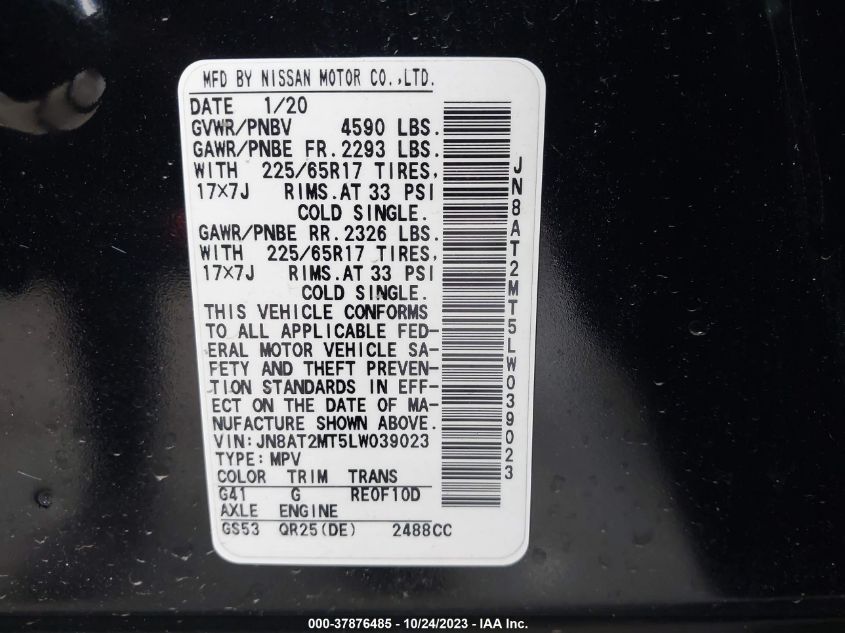 MFD BY NISSAN MOTOR CO.,LTD.
DATE 1/20
GVWR/PNBV 4590 LBS.
GAWR/PNBE FR.2293 LBS.
WITH 225/65R17 TIRES,
17×7J RIMS.AT 33 PSI
COLD SINGLE.
GAWR/PNBE RR.2326 LBS.
WITH 225/65R17 TIRES,
17×7J RIMS.AT 33 PSI
COLD SINGLE.
THIS VEHICLE CONFORMS
TO ALL APPLICABLE FED-
ERAL MOTOR VEHICLE SA-
FETY AND THEFT PREVEN-
TION STANDARDS IN EFF-
ECT ON THE DATE OF MA-
NUFACTURE SHOWN ABOVE.
VIN:JN8AT2MT5LW039023
TYPE:MPV
COLOR TRIM TRANS
G41 G RE0F10D
AXLE ENGINE
GS53 QR25(DE) 2488CC
JN8AT2MT5LW039023
000-37876485 - 10/24/2023 - IAA Inc.